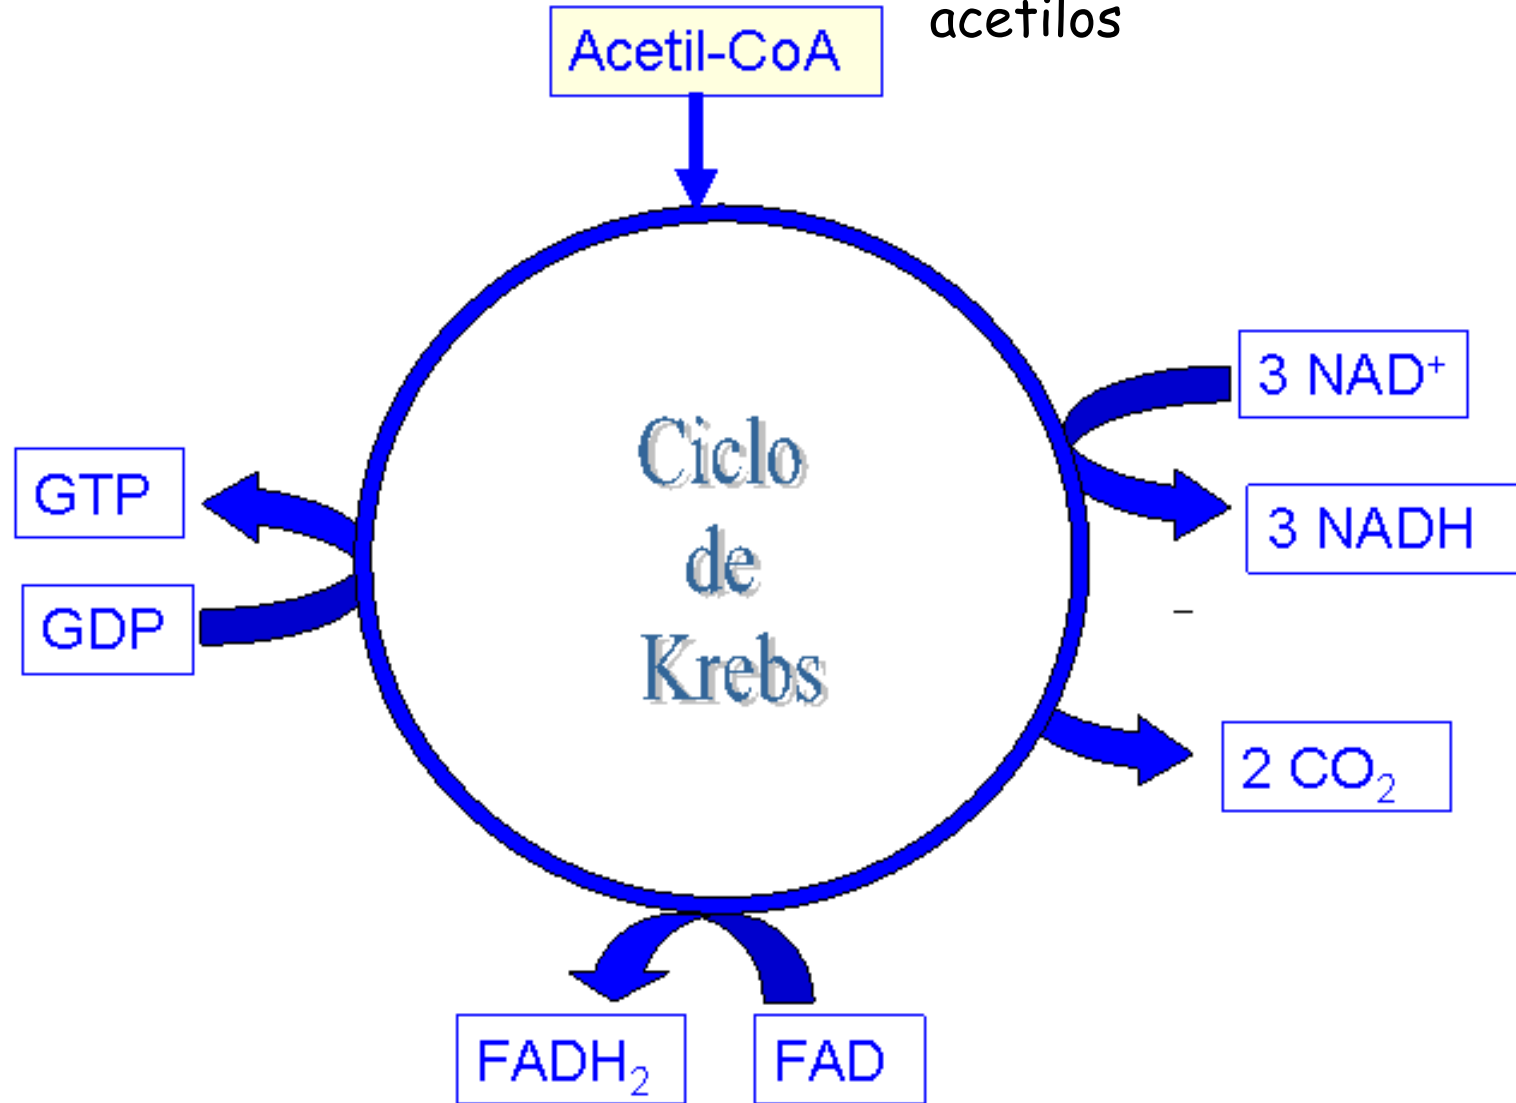 acetilos
Acetil-CoA
3 NAD⁺
3 NADH
2 CO₂
FAD
FADH₂
GDP
GTP
Ciclo
de
Krebs